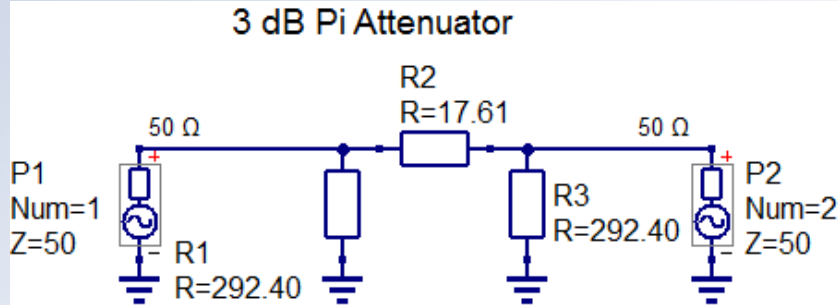 3 dB Pi Attenuator
R2
R=17.61
50 Ω
50 Ω
P1
Num=1
Z=50
+
-
R1
R=292.40
R3
R=292.40
+
-
P2
Num=2
Z=50